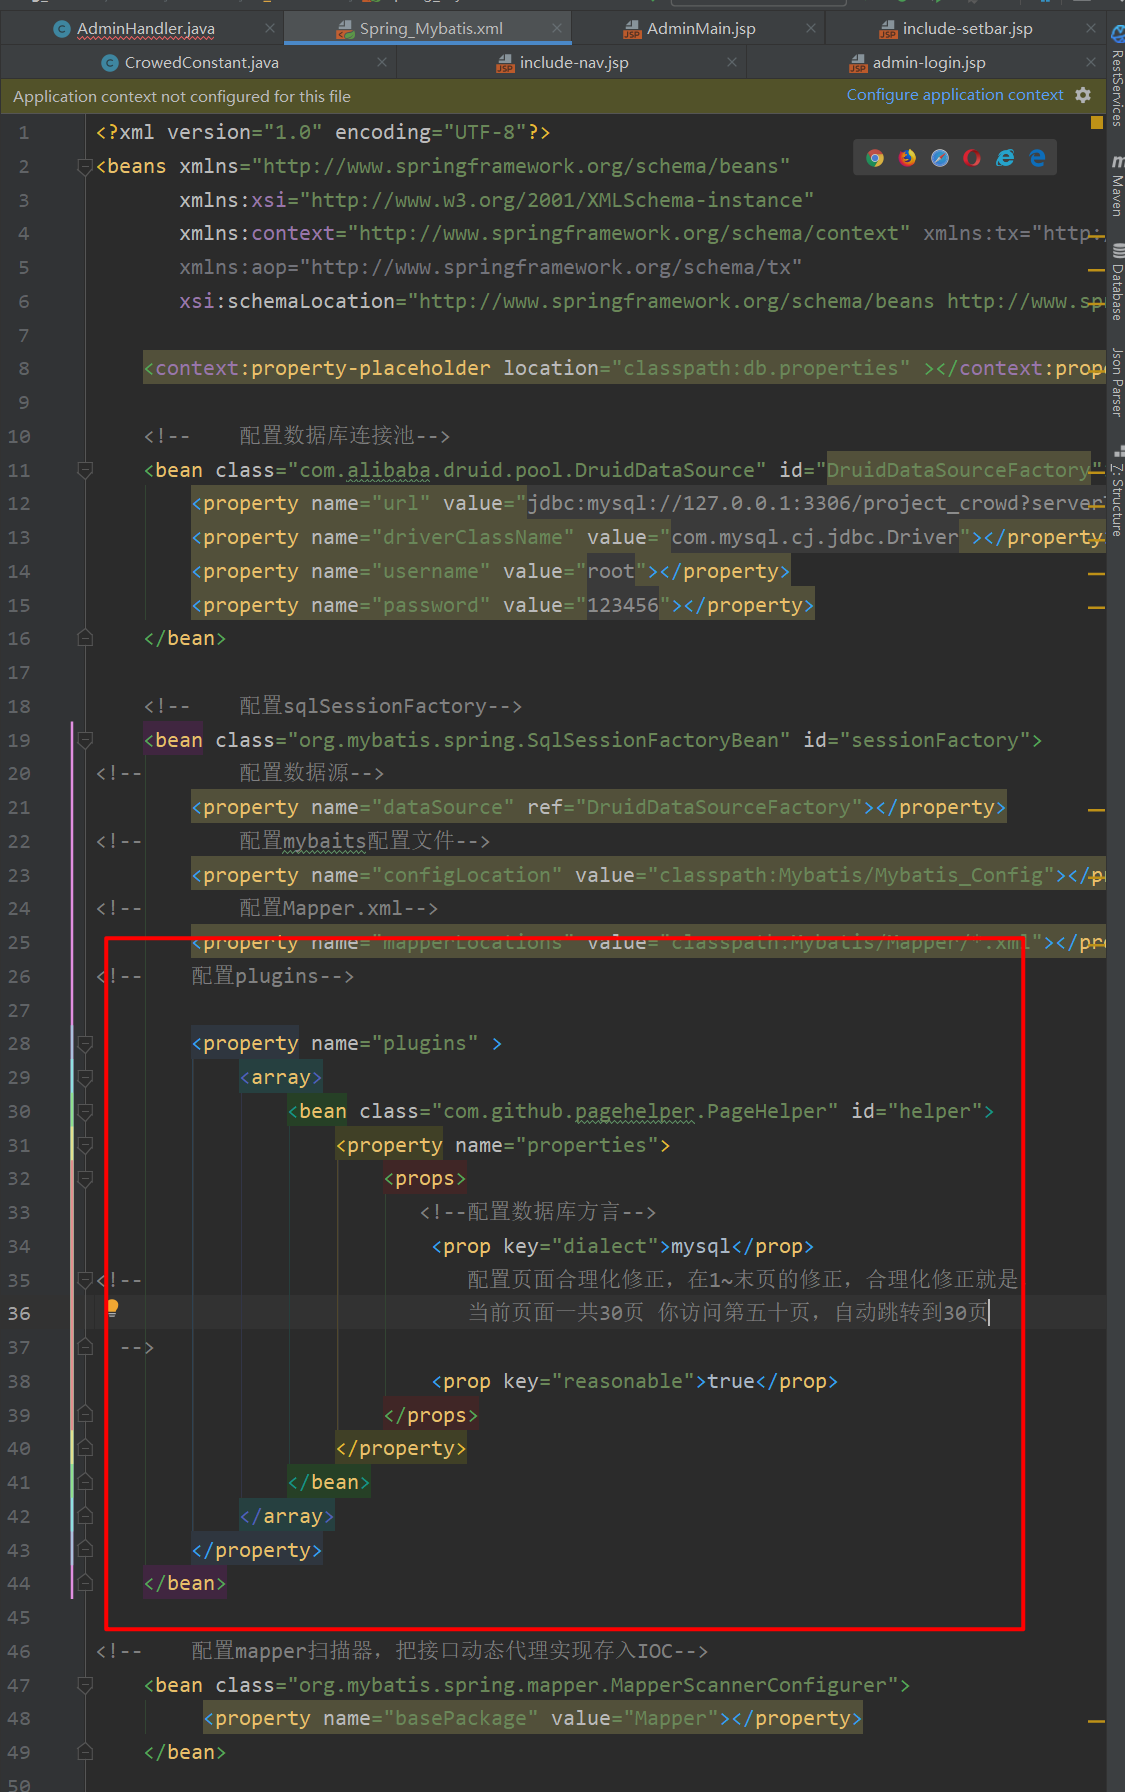 AdminHandler.java
Spring_Mybatis.xml
AdminMain.jsp
include-setbar.jsp
CrowedConstant.java
include-nav.jsp
admin-login.jsp
Application context not configured for this file
Configure application context
1 <?xml version="1.0" encoding="UTF-8"?>
2 <beans xmlns="http://www.springframework.org/schema/beans"
3 xmlns:xsi="http://www.w3.org/2001/XMLSchema-instance"
4 xmlns:context="http://www.springframework.org/schema/context" xmlns:tx="http:
5 xmlns:aop="http://www.springframework.org/schema/tx"
6 xsi:schemaLocation="http://www.springframework.org/schema/beans http://www.sp
7
8 <context:property-placeholder location="classpath:db.properties" ></context:prop
9
10 <!-- 配置数据库连接池-->
11 <bean class="com.alibaba.druid.pool.DruidDataSource" id="DruidDataSourceFactory"
12 <property name="url" value="jdbc:mysql://127.0.0.1:3306/project_crowd?server
13 <property name="driverClassName" value="com.mysql.cj.jdbc.Driver"></property
14 <property name="username" value="root"></property>
15 <property name="password" value="123456"></property>
16 </bean>
17
18 <!-- 配置sqlSessionFactory-->
19 <bean class="org.mybatis.spring.SqlSessionFactoryBean" id="sessionFactory">
20 <!-- 配置数据源-->
21 <property name="dataSource" ref="DruidDataSourceFactory"></property>
22 <!-- 配置mybaits配置文件-->
23 <property name="configLocation" value="classpath:Mybatis/Mybatis_Config"></pr
24 <!-- 配置Mapper.xml-->
25 <property name="mapperLocations" value="classpath:Mybatis/Mapper/*.xml"></pro
26 <!-- 配置plugins-->
27
28 <property name="plugins" >
29 <array>
30 <bean class="com.github.pagehelper.PageHelper" id="helper">
31 <property name="properties">
32 <props>
33 <!--配置数据库方言-->
34 <prop key="dialect">mysql</prop>
35 <!-- 配置页面合理化修正，在1~末页的修正，合理化修正就是
36 当前页面一共30页 你访问第五十页，自动跳转到30页
37 -->
38 <prop key="reasonable">true</prop>
39 </props>
40 </property>
41 </bean>
42 </array>
43 </property>
44 </bean>
45
46 <!-- 配置mapper扫描器，把接口动态代理实现存入IOC-->
47 <bean class="org.mybatis.spring.mapper.MapperScannerConfigurer">
48 <property name="basePackage" value="Mapper"></property>
49 </bean>
50
RestServices
Maven
Database
Json Parser
Z: Structure